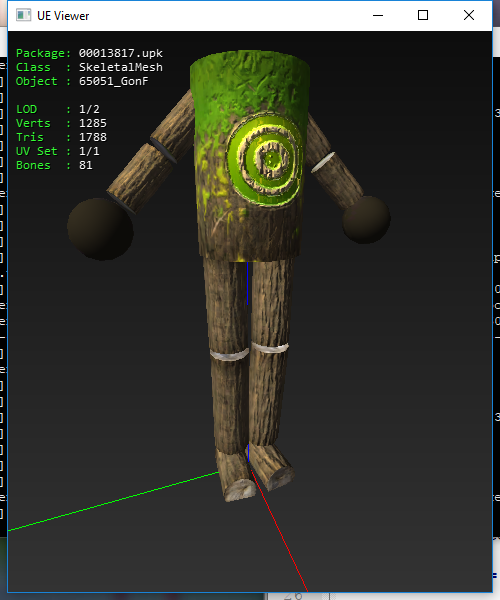 UE Viewer
Package: 00013817.upk
Class  : SkeletalMesh
Object : 65051_GonF
LOD    : 1/2
Verts  : 1285
Tris   : 1788
UV Set : 1/1
Bones  : 81